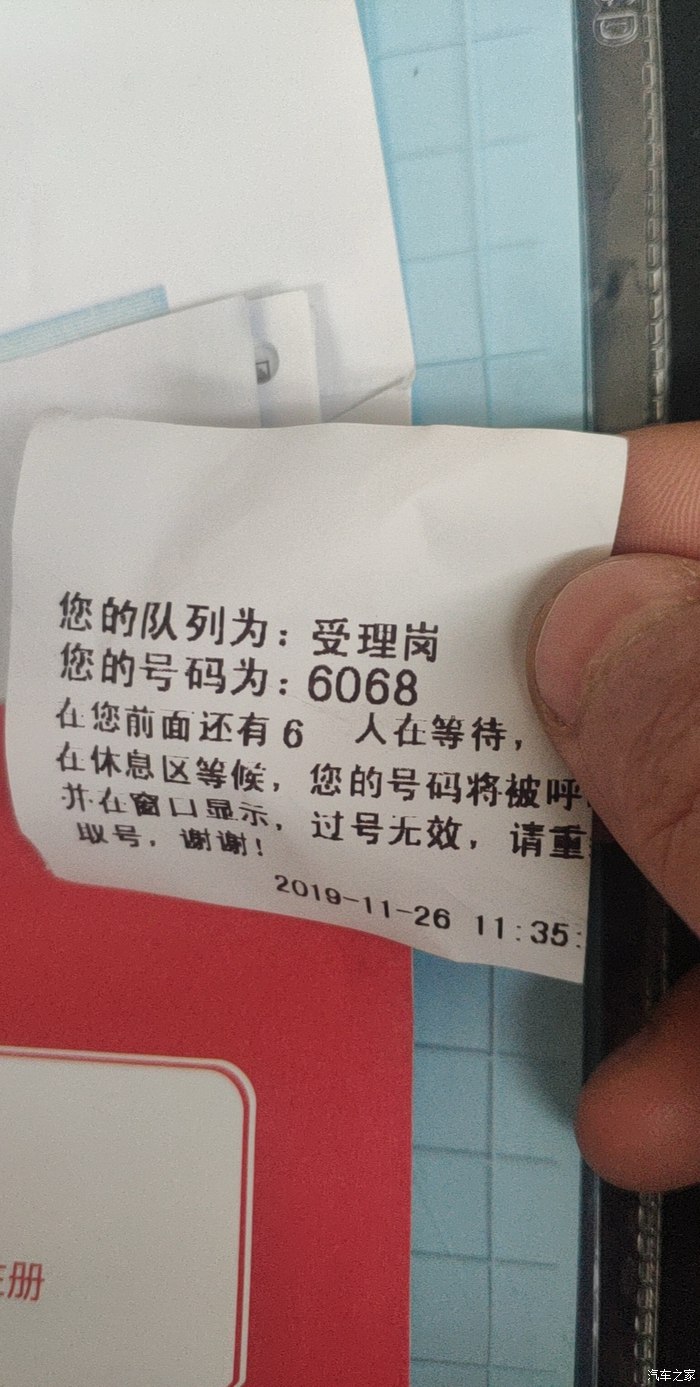 您的队列为：受理岗
您的号码为：6068
在您前面还有6 人在等待，
在休息区等候，您的号码将被呼
并在窗口显示，过号无效，请重
取号，谢谢！
2019-11-26 11:35:
册
汽车之家